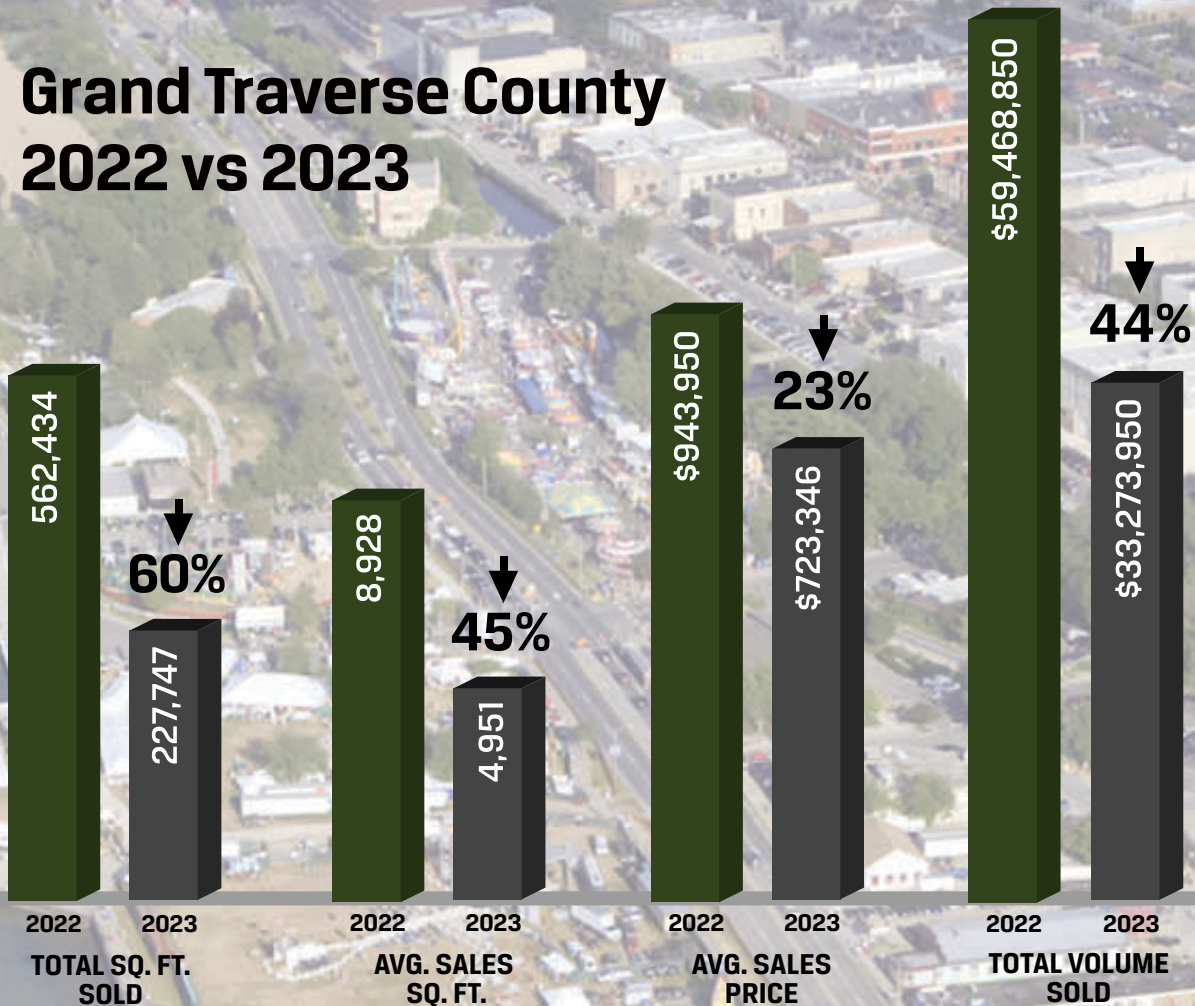 Grand Traverse County
2022 vs 2023
562,434
60%
227,747
8,928
45%
4,951
$943,950
23%
$723,346
$59,468,850
44%
$33,273,950
2022 2023
TOTAL SQ. FT.
SOLD
2022 2023
AVG. SALES
SQ. FT.
2022 2023
AVG. SALES
PRICE
2022 2023
TOTAL VOLUME
SOLD